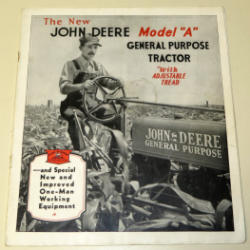 The New
JOHN DEERE Model "A"
GENERAL PURPOSE
TRACTOR
"With
ADJUSTABLE
TREAD
JOHN DEERE
GENERAL PURPOSE
—and Special
New and
Improved
One-Man
Working
Equipment